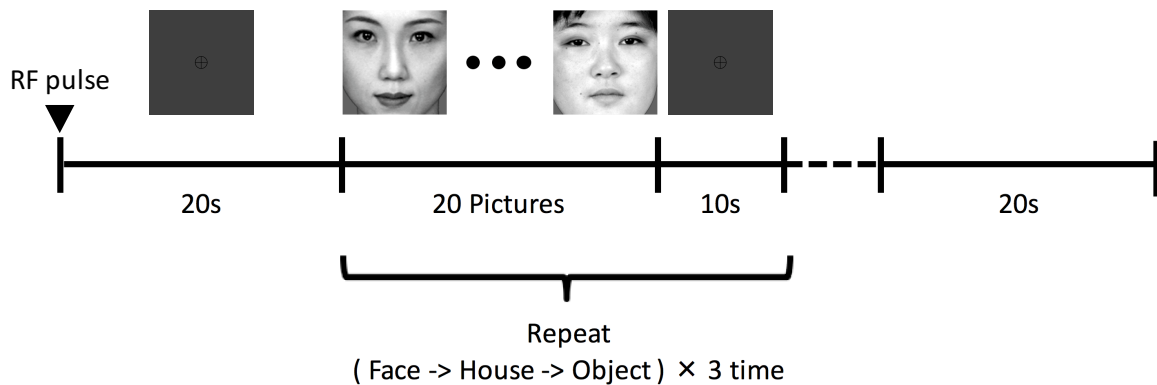 RF pulse
20s
20 Pictures
10s
20s
Repeat
( Face -> House -> Object ) × 3 time